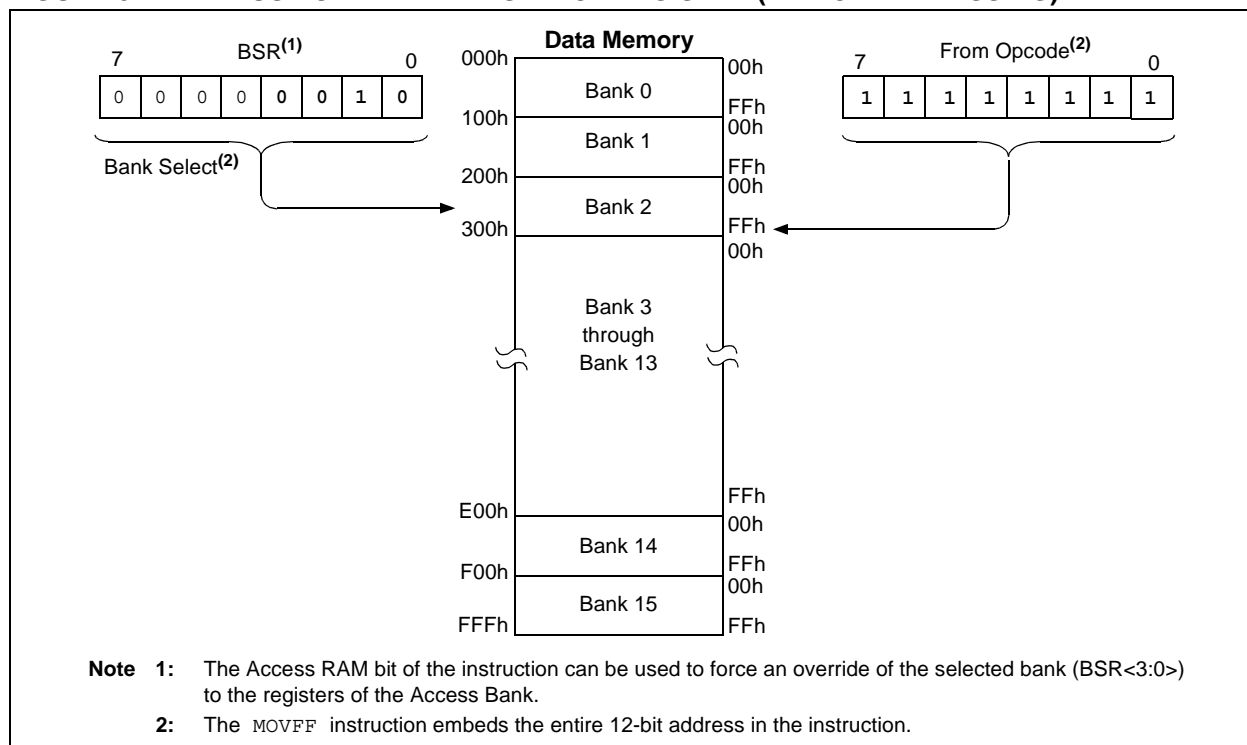 7 BSR(1) 0
0 0 0 0 0 0 1 0
Bank Select(2)
Data Memory
000h
100h
200h
300h
E00h
F00h
FFFh
Bank 0
Bank 1
Bank 2
Bank 3
through
Bank 13
Bank 14
Bank 15
00h
FFh
00h
FFh
00h
FFh
00h
FFh
00h
FFh
00h
FFh
7 From Opcode(2) 0
1 1 1 1 1 1 1 1
Note 1: The Access RAM bit of the instruction can be used to force an override of the selected bank (BSR<3:0>)
to the registers of the Access Bank.
2: The MOVFF instruction embeds the entire 12-bit address in the instruction.